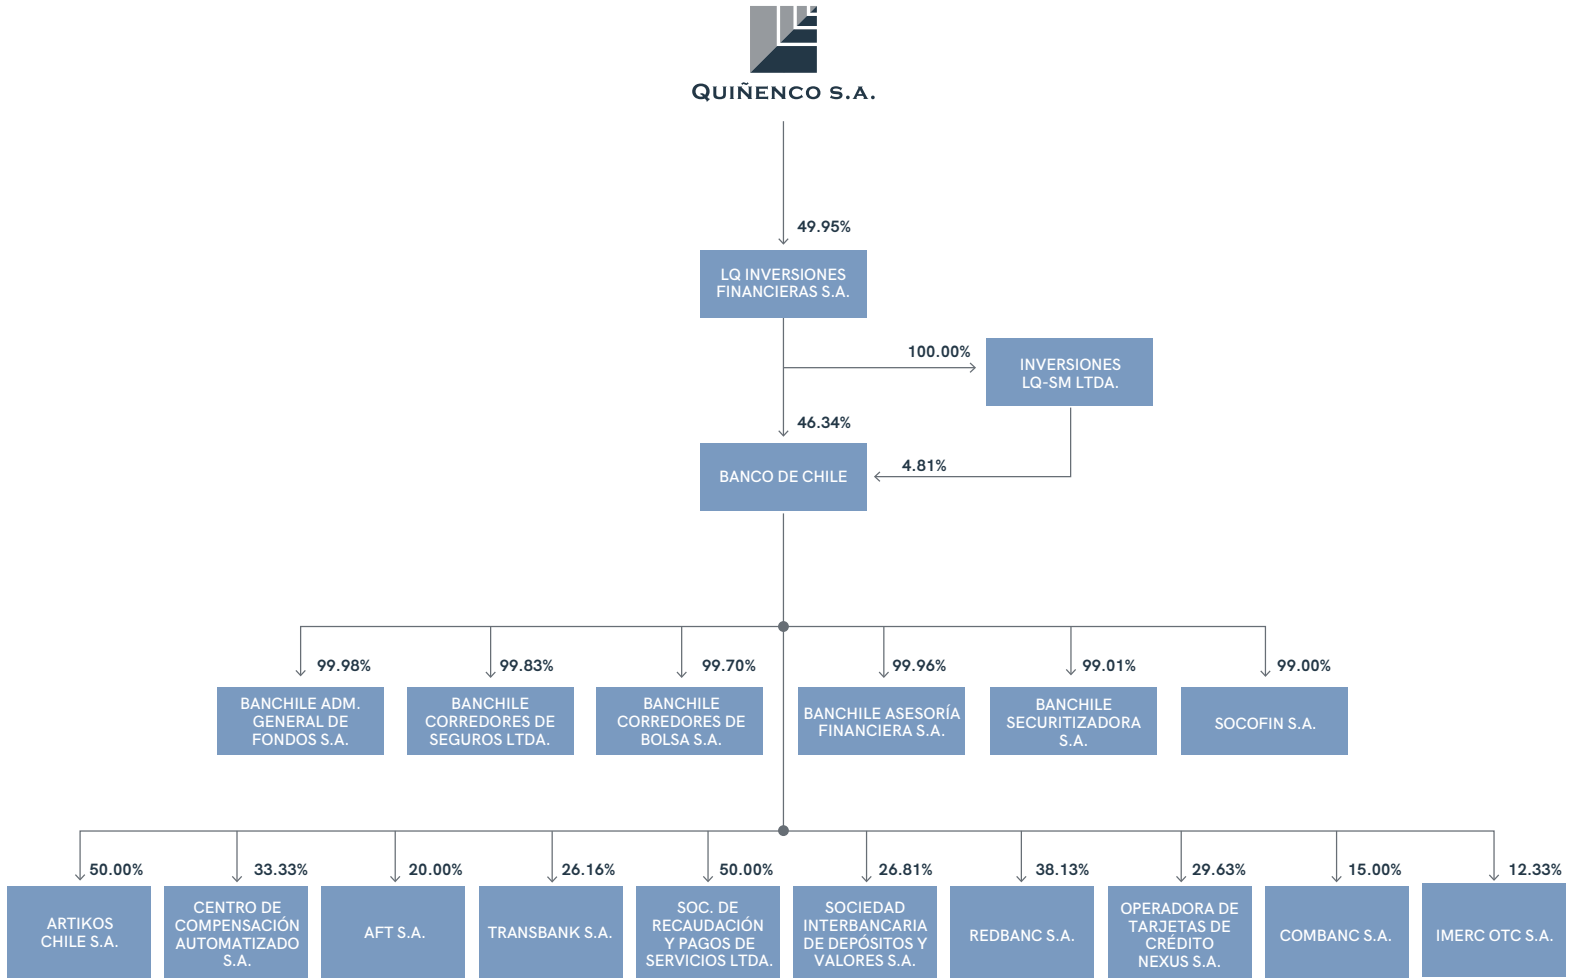 QUIÑENCO S.A.
49.95%
LQ INVERSIONES
FINANCIERAS S.A.
100.00%
INVERSIONES
LQ-SM LTDA.
46.34%
BANCO DE CHILE
4.81%
99.98%
BANCHILE ADM.
GENERAL DE
FONDOS S.A.
99.83%
BANCHILE
CORREDORES DE
SEGUROS LTDA.
99.70%
BANCHILE
CORREDORES DE
BOLSA S.A.
99.96%
BANCHILE ASESORÍA
FINANCIERA S.A.
99.01%
BANCHILE
SECURITIZADORA
S.A.
99.00%
SOCOFIN S.A.
50.00%
ARTIKOS
CHILE S.A.
33.33%
CENTRO DE
COMPENSACIÓN
AUTOMATIZADO
S.A.
20.00%
AFT S.A.
26.16%
TRANSBANK S.A.
50.00%
SOC. DE
RECAUDACIÓN
Y PAGOS DE
SERVICIOS LTDA.
26.81%
SOCIEDAD
INTERBANCARIA
DE DEPÓSITOS Y
VALORES S.A.
38.13%
REDBANC S.A.
29.63%
OPERADORA DE
TARJETAS DE
CRÉDITO
NEXUS S.A.
15.00%
COMBANC S.A.
12.33%
IMERC OTC S.A.